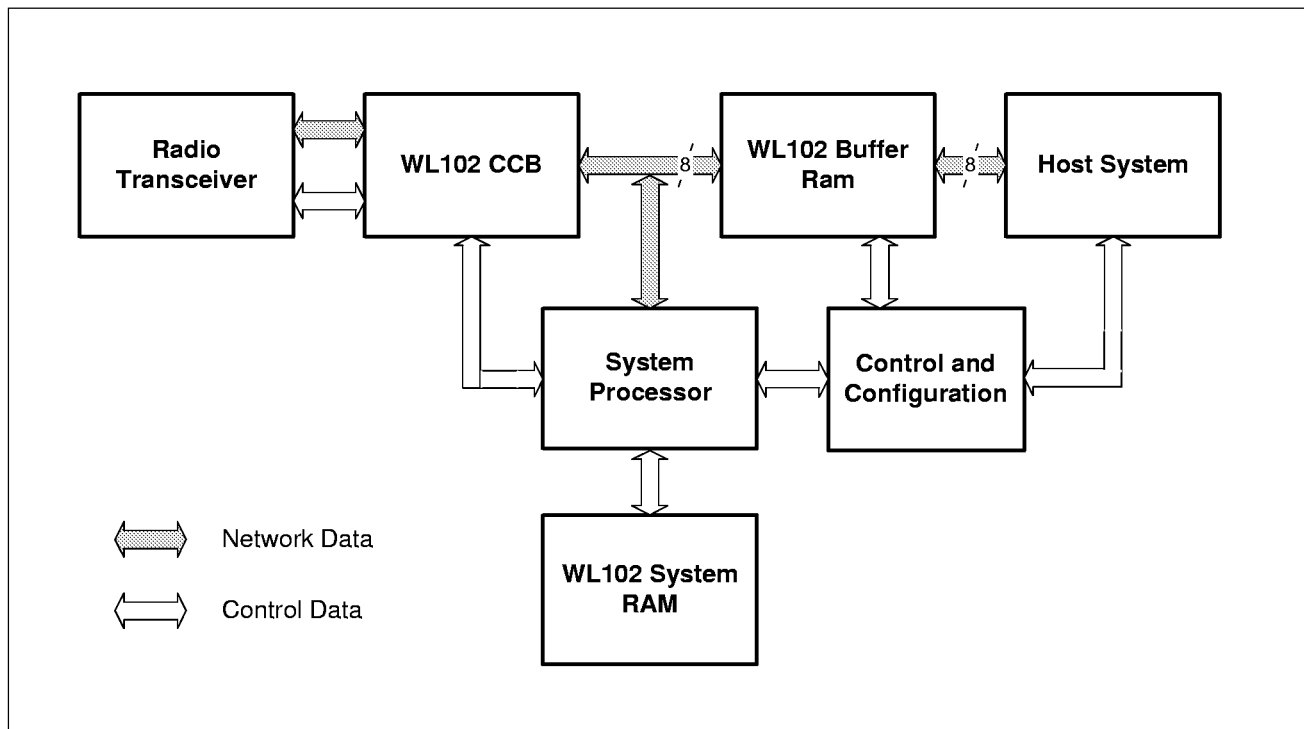 Radio
Transceiver
WL102 CCB
8
WL102 Buffer
Ram
8
Host System
System
Processor
Control and
Configuration
Network Data
Control Data
WL102 System
RAM